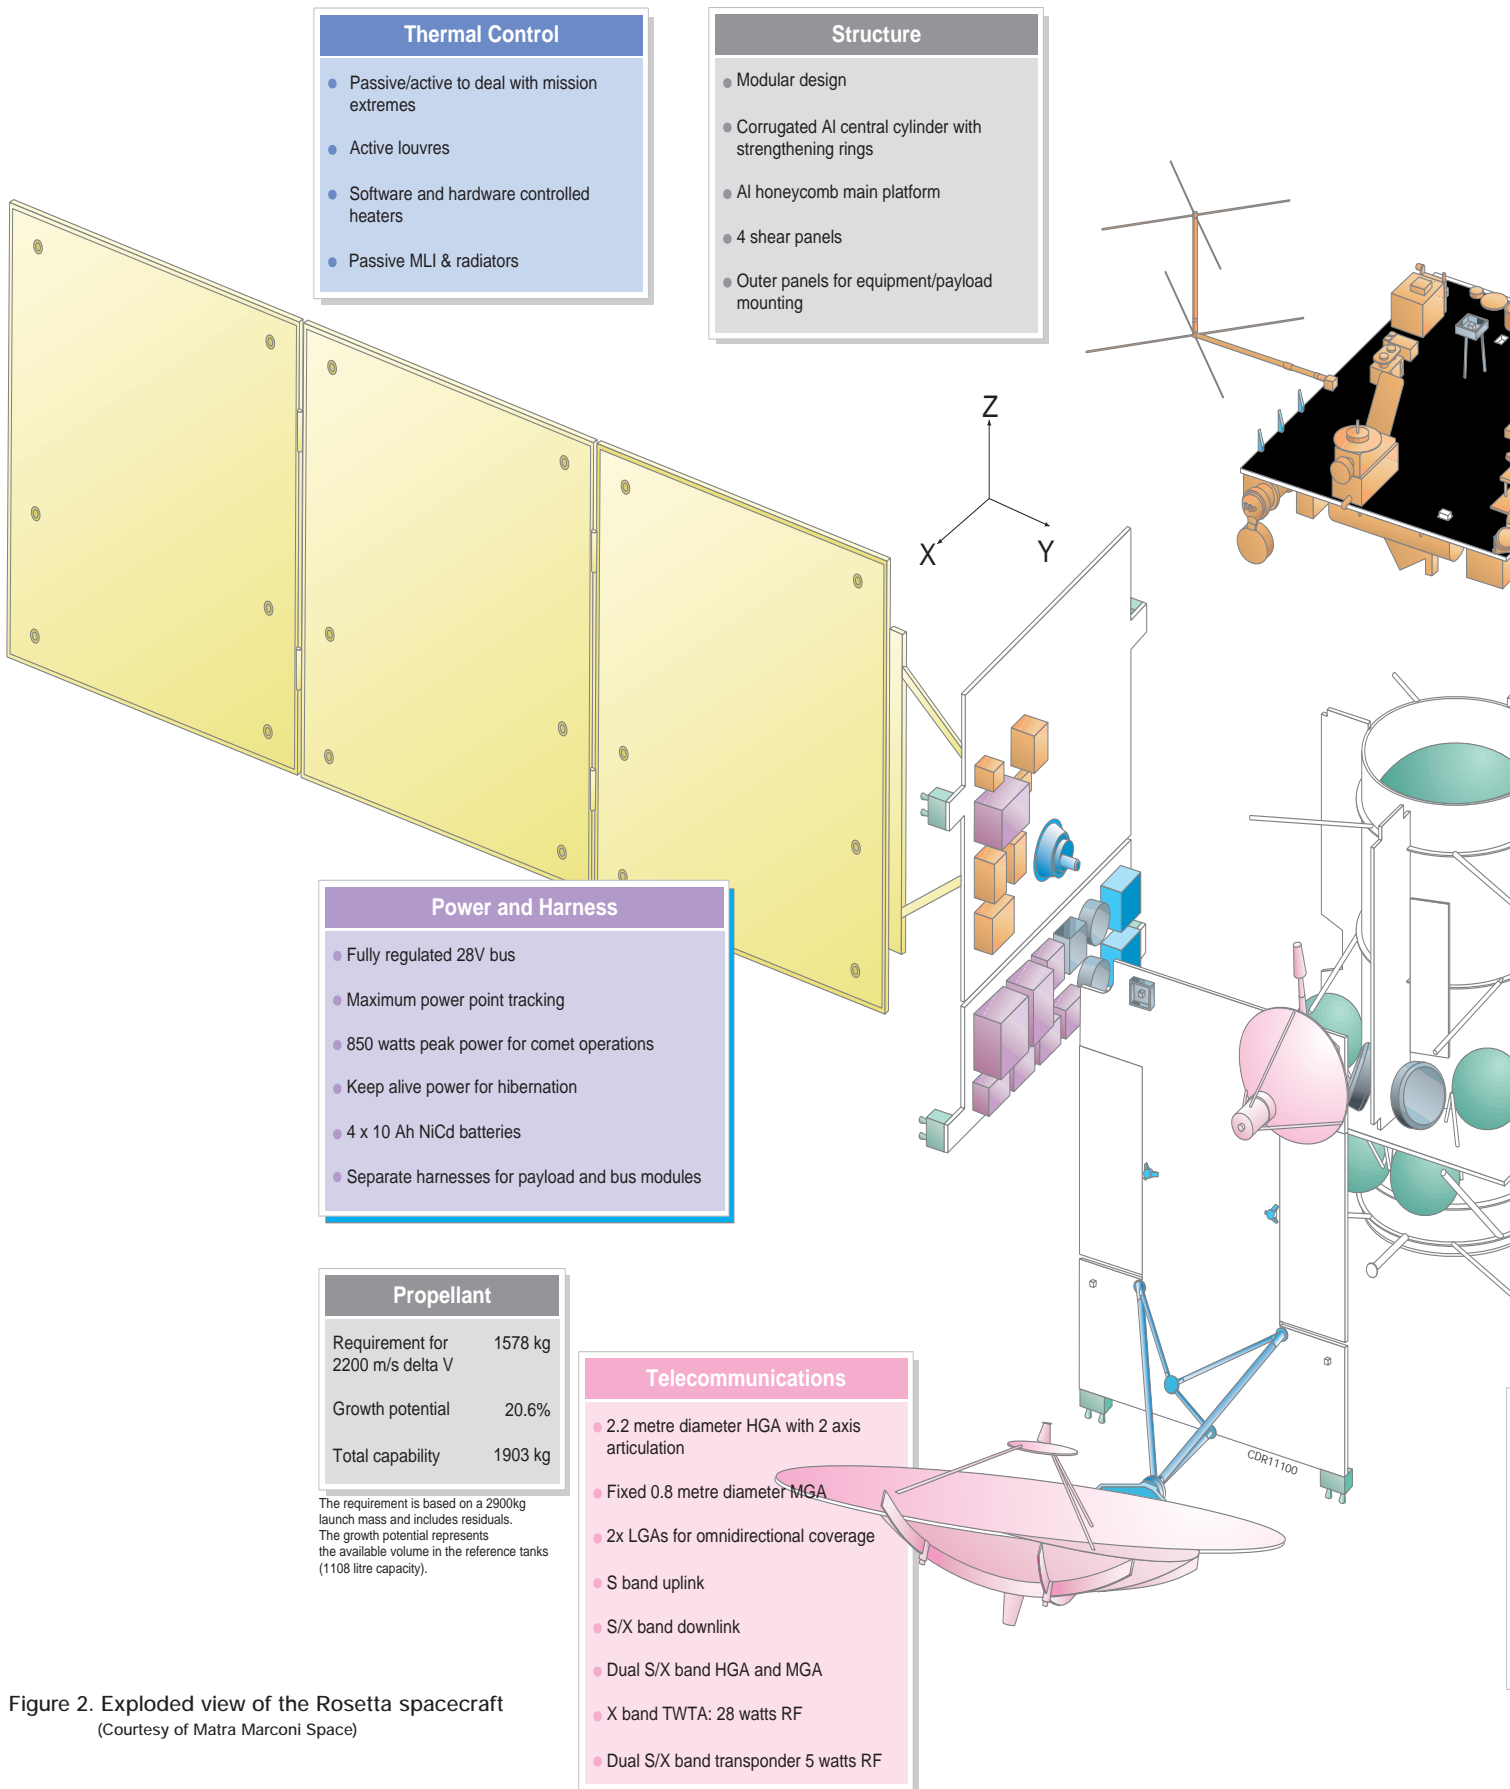 Thermal Control
Passive/active to deal with mission
extremes
Active louvres
Software and hardware controlled
heaters
Passive MLI & radiators
Structure
Modular design
Corrugated Al central cylinder with
strengthening rings
Al honeycomb main platform
4 shear panels
Outer panels for equipment/payload
mounting
Z
X
Y
Power and Harness
Fully regulated 28V bus
Maximum power point tracking
850 watts peak power for comet operations
Keep alive power for hibernation
4 x 10 Ah NiCd batteries
Separate harnesses for payload and bus modules
Propellant
Requirement for 1578 kg
2200 m/s delta V
Growth potential 20.6%
Total capability 1903 kg
The requirement is based on a 2900kg
launch mass and includes residuals.
The growth potential represents
the available volume in the reference tanks
(1108 litre capacity).
Telecommunications
2.2 metre diameter HGA with 2 axis
articulation
Fixed 0.8 metre diameter MGA
2x LGAs for omnidirectional coverage
S band uplink
S/X band downlink
Dual S/X band HGA and MGA
X band TWTA: 28 watts RF
Dual S/X band transponder 5 watts RF
CDR11100
Figure 2. Exploded view of the Rosetta spacecraft
(Courtesy of Matra Marconi Space)